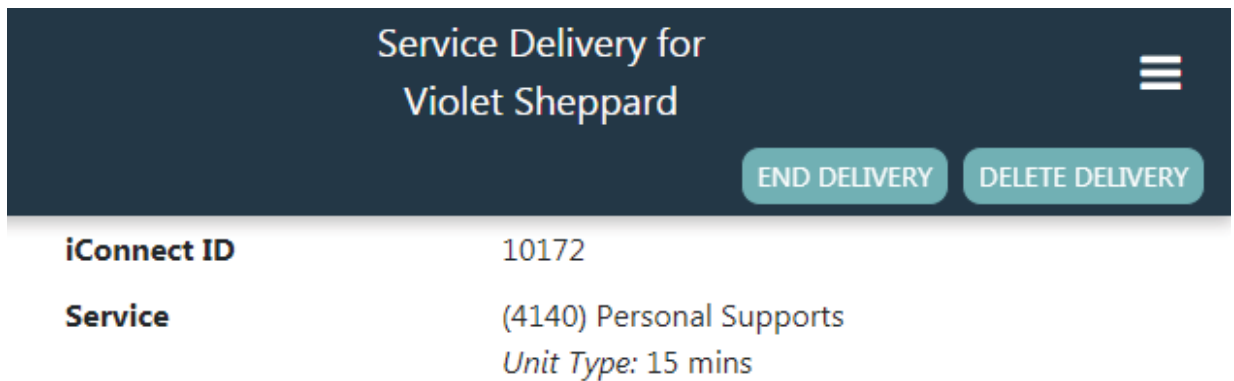 Service Delivery for
Violet Sheppard
END DELIVERY DELETE DELIVERY
iConnect ID 10172
Service (4140) Personal Supports
Unit Type: 15 mins